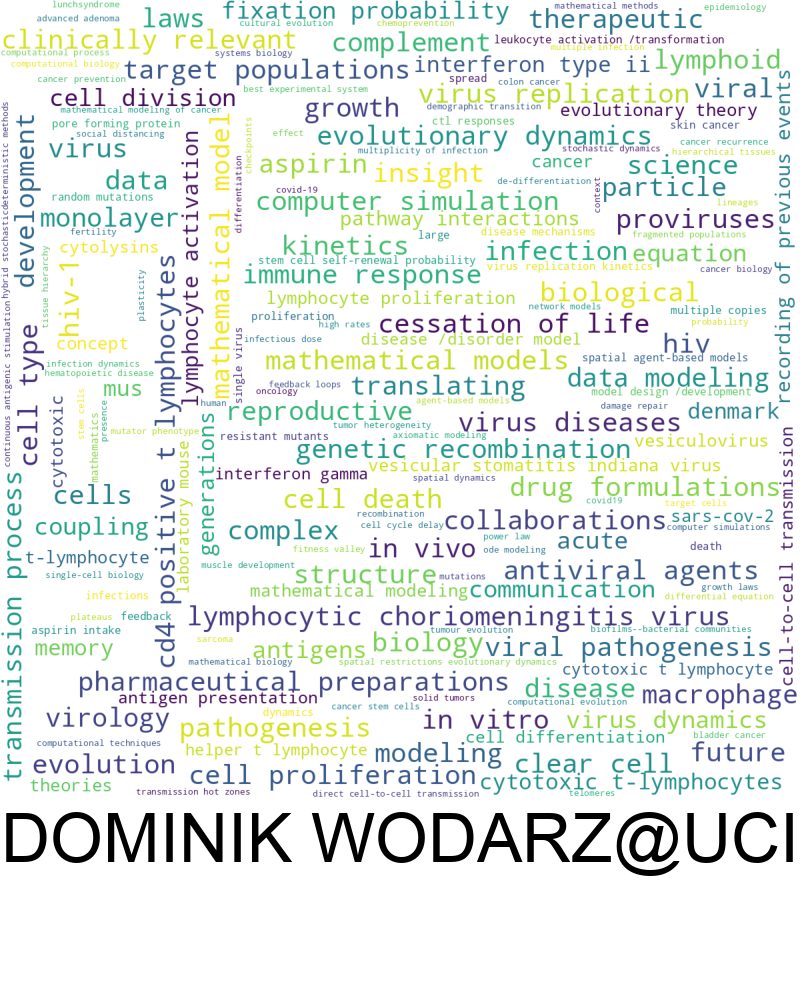 lunchsyndrome
fixation probability
mathematical methods
epidemiology
advanced adenoma
laws
cultural evolution
chemoprevention
therapeutic
clinically relevant
complement
leukocyte activation /transformation
computational process
systems biology
multiple infection
computational biology
target populations
interferon type ii
lymphoid
cancer prevention
spread
colon cancer
cell division
best experimental system
virus replication
viral
mathematical modeling of cancer
growth
demographic transition
evolutionary theory
pore forming protein
ctl responses
skin cancer
social distancing
effect
evolutionary dynamics
cancer recurrence
virus
multiplicity of infection
stochastic dynamics
hierarchical tissues
aspirin
insight
cancer
science
data
covid-19
de-differentiation
particle
random mutations
computer simulation
lineages
monolayer
pathway interactions
proviruses
fertility
large
disease mechanisms
fragmented populations
cytolysins
kinetics
infection
equation
stem cell self-renewal probability
virus replication kinetics
cancer biology
immune response
biological
lymphocyte proliferation
network models
multiple copies
proliferation
high rates
cessation of life
probability
infectious dose
disease /disorder model
hiv
concept
mathematical models
spatial agent-based models
infection dynamics
hematopoietic disease
mus
feedback loops
translating
data modeling
oncology
model design /development
human
reproductive
agent-based models
damage repair
denmark
tumor heterogeneity
virus diseases
mutator phenotype
resistant mutants
axiomatic modeling
vesiculovirus
genetic recombination
interferon gamma
vesicular stomatitis indiana virus
spatial dynamics
cells
cell death
drug formulations
covid19
target cells
coupling
complex
recombination
collaborations
sars-cov-2
cell cycle delay
computer simulations
t-lymphocyte
fitness valley
in vivo
power law
ode modeling
acute
death
single-cell biology
muscle development
structure
mutations
antiviral agents
infections
mathematical modeling
communication
growth laws
differential equation
plateaus
feedback
lymphocytic choriomeningitis virus
aspirin intake
sarcoma
tumour evolution
biofilms--bacterial communities
memory
antigens
biology
viral pathogenesis
mathematical biology
spatial restrictions evolutionary dynamics
cytotoxic t lymphocyte
pharmaceutical preparations
disease
macrophage
antigen presentation
cancer stem cells
solid tumors
computational evolution
virology
dynamics
in vitro
virus dynamics
pathogenesis
cell differentiation
bladder cancer
computational techniques
helper t lymphocyte
modeling
clear cell
future
evolution
cell proliferation
cytotoxic t-lymphocytes
theories
transmission hot zones
direct cell-to-cell transmission
telomeres
hybrid stochasticdeterministic methods
continuous antigenic stimulation
development
cell type
transmission process
tissue hierarchy
hiv-1
cytotoxic
stem cells
mathematics
presence
plasticity
cd4 positive t lymphocytes
laboratory mouse
lymphocyte activation
generations
mathematical model
differentiation
single virus
checkpoints
context
recording of previous events
cell-to-cell transmission
DOMINIK WODARZ@UCI